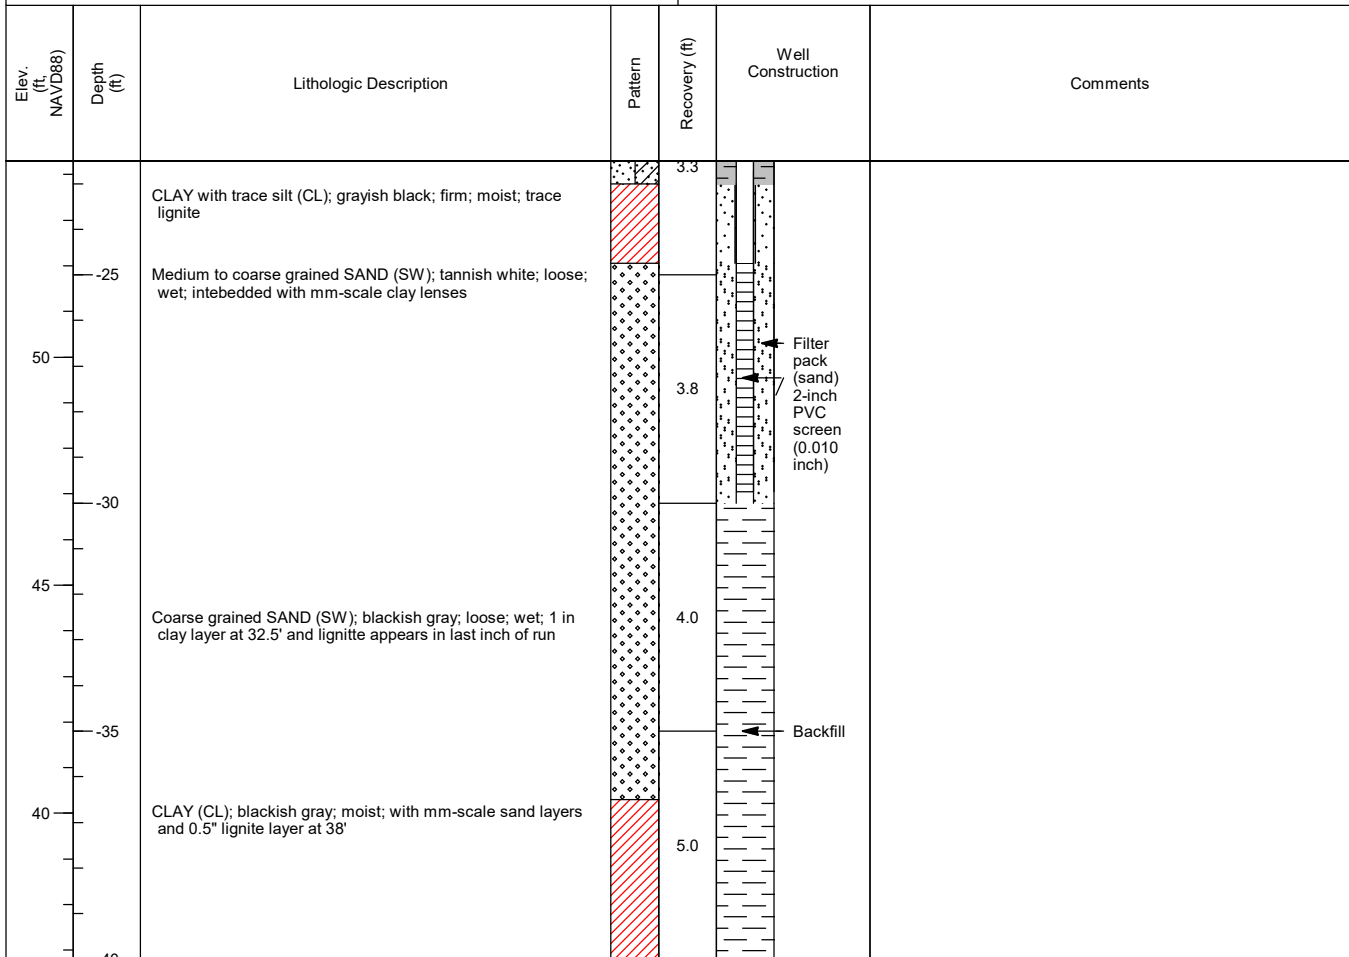 Elev.
(ft,
NAVD88)
Depth
(ft)
Lithologic Description
Pattern
Recovery (ft)
Well
Construction
Comments
3.3
CLAY with trace silt (CL); grayish black; firm; moist; trace
lignite
-25
Medium to coarse grained SAND (SW); tannish white; loose;
wet; intebedded with mm-scale clay lenses
50
3.8
Filter
pack
(sand)
2-inch
PVC
screen
(0.010
inch)
-30
45
Coarse grained SAND (SW); blackish gray; loose; wet; 1 in
clay layer at 32.5' and lignitte appears in last inch of run
4.0
-35
Backfill
40
CLAY (CL); blackish gray; moist; with mm-scale sand layers
and 0.5" lignite layer at 38'
5.0